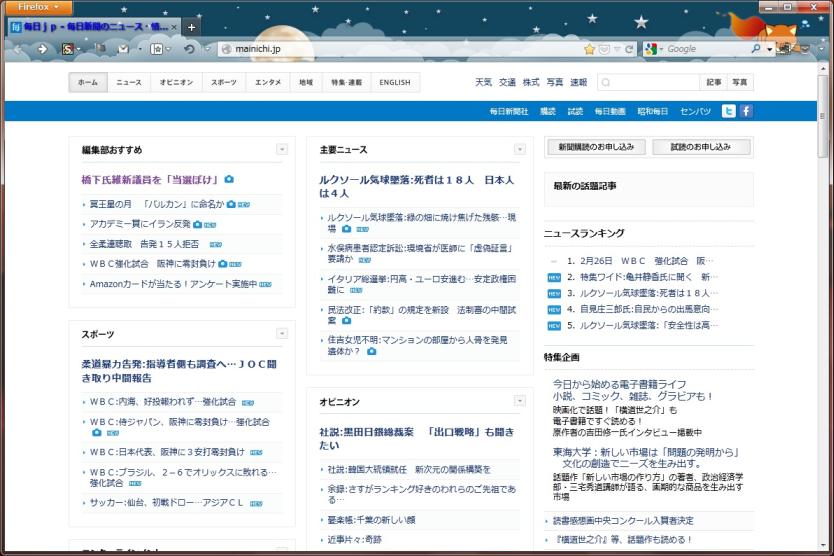 Firefox
毎日ｊｐ - 毎日新聞のニュース・情...
mainichi.jp
Google
ホーム
ニュース
オピニオン
スポーツ
エンタメ
地域
特集・連載
ENGLISH
天気 交通 株式 写真 速報
記事
写真
毎日新聞社
購読
試読
毎日動画
昭和毎日
センバツ
編集部おすすめ
橋下氏維新議員を「当選ぼけ」
冥王星の月　「バルカン」に命名か NEW
アカデミー賞にイラン反発 NEW
全柔連聴取　告発１５人拒否 NEW
ＷＢＣ強化試合　阪神に零封負け NEW
Amazonカードが当たる！アンケート実施中 NEW
スポーツ
柔道暴力告発:指導者側も調査へ…ＪＯＣ聞
き取り中間報告
ＷＢＣ:内海、好投報われず…強化試合 NEW
ＷＢＣ:侍ジャパン、阪神に零封負け…強化試合
NEW
ＷＢＣ:日本代表、阪神に３安打零封負け NEW
ＷＢＣ:ブラジル、２－６でオリックスに敗れる…
強化試合 NEW
サッカー:仙台、初戦ドロー…アジアＣＬ NEW
主要ニュース
ルクソール気球墜落:死者は１８人　日本人
は４人
ルクソール気球墜落:緑の畑に焼け焦げた残骸…現
場 NEW
水俣病患者認定訴訟:環境省が医師に「虚偽証言」
要請か NEW
イタリア総選挙:円高・ユーロ安進む…安定政権困
難に NEW
民法改正:「約款」の規定を新設　法制審の中間試
案
住吉女児不明:マンションの部屋から人骨を発見
遺体か？
オピニオン
社説:黒田日銀総裁案　「出口戦略」も聞き
たい
社説:韓国大統領就任　新次元の関係構築を
余録:さすがランキング好きのわれらのご先祖であ
る…
憂楽帳:千葉の新しい顔
近事片々:奇跡
新聞購読のお申し込み
試読のお申し込み
最新の話題記事
ニュースランキング
1. 2月26日　ＷＢＣ　強化試合　阪…
NEW 2. 特集ワイド:亀井静香氏に聞く　新…
NEW 3. ルクソール気球墜落:死者は１８人…
NEW 4. 自見庄三郎氏:自民からの出馬意向…
NEW 5. ルクソール気球墜落:「安全性は高…
特集企画
今日から始める電子書籍ライフ
小説、コミック、雑誌、グラビアも！
映画化で話題！「横道世之介」も
電子書籍ですぐ読める！
原作者の吉田修一氏インタビュー掲載中
東海大学：新しい市場は「問題の発明から」
文化の創造でニーズを生み出す。
話題作「新しい市場の作り方」の著者、政治経済学
部・三宅秀道講師が語る、画期的な商品を生み出す
市場
読書感想画中央コンクール入賞者決定
『横道世之介』等、話題作も読める！